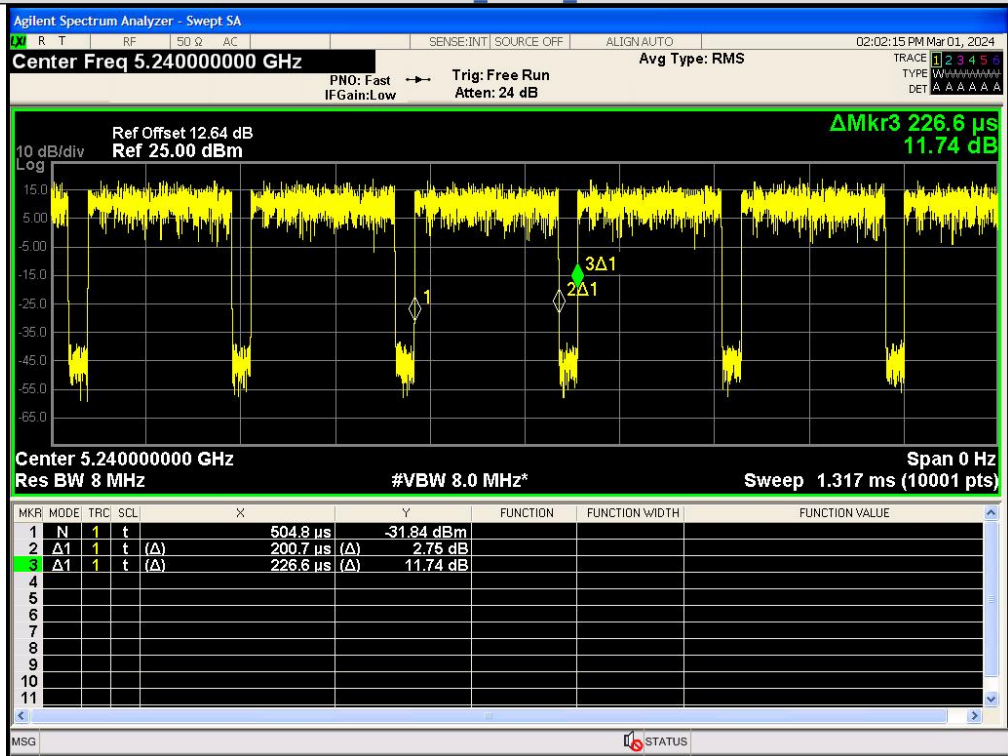 Agilent Spectrum Analyzer - Swept SA
LXI R T RF 50 Ω AC SENSE:INT SOURCE OFF ALIGN AUTO 02:02:15 PM Mar 01, 2024
Center Freq 5.240000000 GHz Avg Type: RMS TRACE 1 2 3 4 5 6
PNO: Fast Trig: Free Run TYPE WWWWWW
IFGain:Low Atten: 24 dB DET A A A A A A
ΔMkr3 226.6 µs
11.74 dB
Ref Offset 12.64 dB
10 dB/div Ref 25.00 dBm
Log
15.0
5.00
-5.00
-15.0
-25.0
-35.0
-45.0
-55.0
-65.0
3Δ1
2Δ1
1
Center 5.240000000 GHz Span 0 Hz
Res BW 8 MHz #VBW 8.0 MHz* Sweep 1.317 ms (10001 pts)
MKR MODE TRC SCL X Y FUNCTION FUNCTION WIDTH FUNCTION VALUE
1 N 1 t 504.8 µs -31.84 dBm
2 Δ1 1 t (Δ) 200.7 µs (Δ) 2.75 dB
3 Δ1 1 t (Δ) 226.6 µs (Δ) 11.74 dB
4
5
6
7
8
9
10
11
MSG STATUS